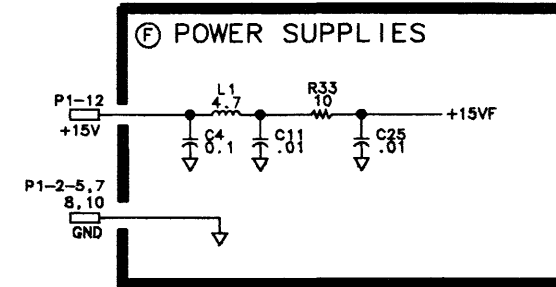 F POWER SUPPLIES
P1-12
+15V
L1
4.7
R33
10
+15VF
C4
0.1
C11
.01
C25
.01
P1-2-5,7
8,10
GND